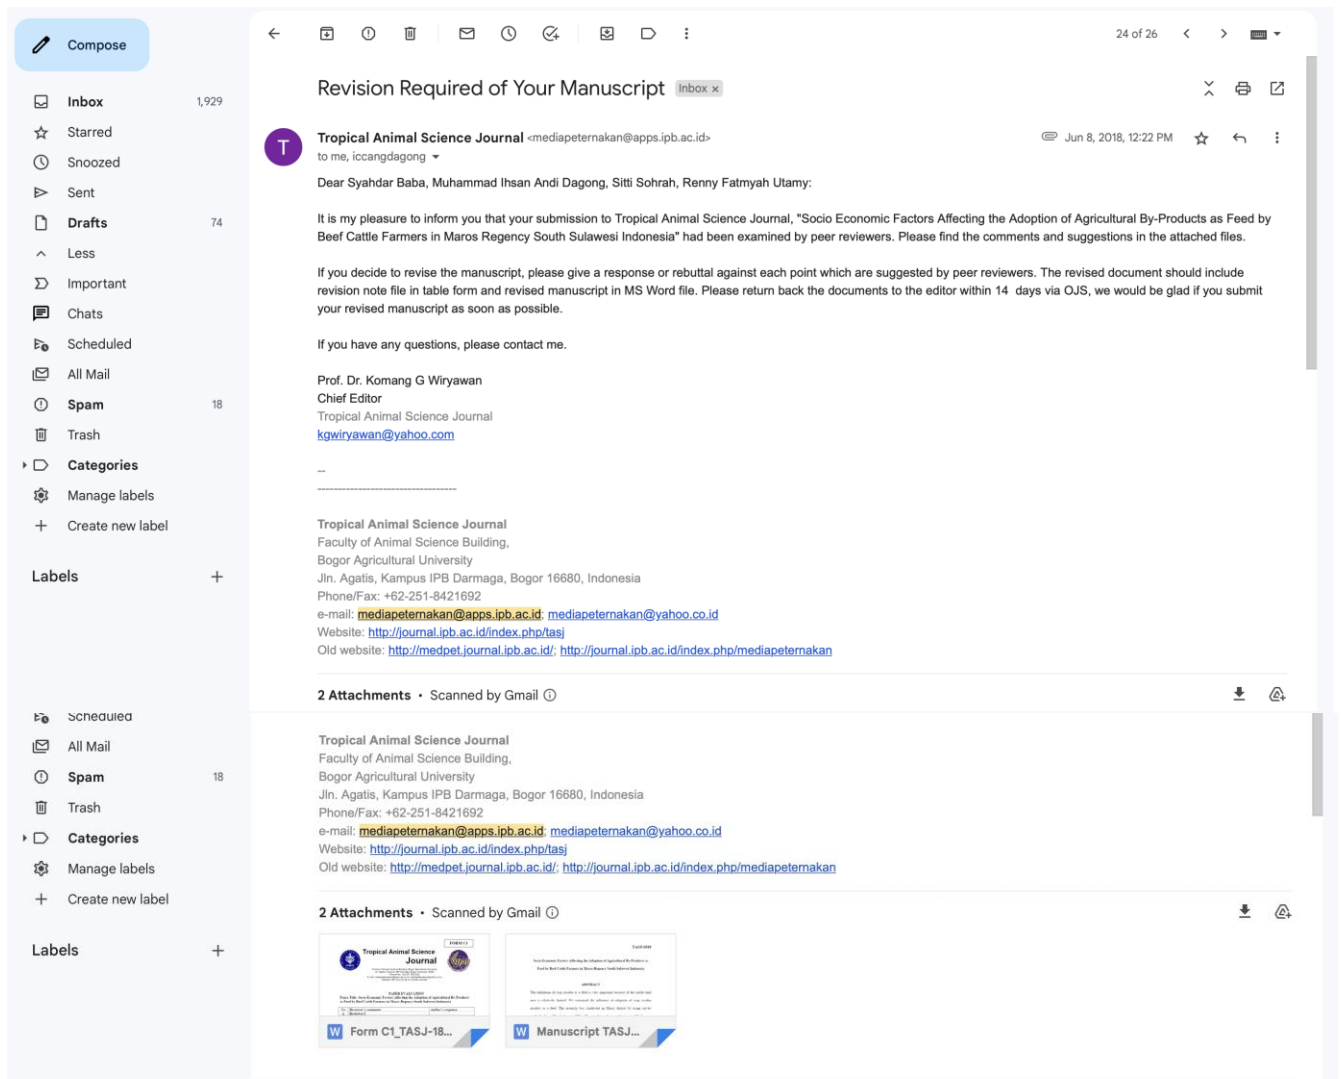 Compose
Inbox 1,929
Starred
Snoozed
Sent
Drafts 74
Less
Important
Chats
Scheduled
All Mail
Spam 18
Trash
Categories
Manage labels
Create new label
Labels
24 of 26
Revision Required of Your Manuscript Inbox x
T
Tropical Animal Science Journal <mediapeternakan@apps.ipb.ac.id> Jun 8, 2018, 12:22 PM
to me, iccangdagong
Dear Syahdar Baba, Muhammad Ihsan Andi Dagong, Sitti Sohrah, Renny Fatmyah Utamy:
It is my pleasure to inform you that your submission to Tropical Animal Science Journal, "Socio Economic Factors Affecting the Adoption of Agricultural By-Products as Feed by
Beef Cattle Farmers in Maros Regency South Sulawesi Indonesia" had been examined by peer reviewers. Please find the comments and suggestions in the attached files.
If you decide to revise the manuscript, please give a response or rebuttal against each point which are suggested by peer reviewers. The revised document should include
revision note file in table form and revised manuscript in MS Word file. Please return back the documents to the editor within 14 days via OJS, we would be glad if you submit
your revised manuscript as soon as possible.
If you have any questions, please contact me.
Prof. Dr. Komang G Wiryawan
Chief Editor
Tropical Animal Science Journal
kgwiryawan@yahoo.com
--
----------------------------------
Tropical Animal Science Journal
Faculty of Animal Science Building,
Bogor Agricultural University
Jln. Agatis, Kampus IPB Darmaga, Bogor 16680, Indonesia
Phone/Fax: +62-251-8421692
e-mail: mediapeternakan@apps.ipb.ac.id; mediapeternakan@yahoo.co.id
Website: http://journal.ipb.ac.id/index.php/tasj
Old website: http://medpet.journal.ipb.ac.id/; http://journal.ipb.ac.id/index.php/mediapeternakan
2 Attachments • Scanned by Gmail
Scheduled
All Mail
Spam 18
Trash
Categories
Manage labels
Create new label
Labels
Tropical Animal Science Journal
Faculty of Animal Science Building,
Bogor Agricultural University
Jln. Agatis, Kampus IPB Darmaga, Bogor 16680, Indonesia
Phone/Fax: +62-251-8421692
e-mail: mediapeternakan@apps.ipb.ac.id; mediapeternakan@yahoo.co.id
Website: http://journal.ipb.ac.id/index.php/tasj
Old website: http://medpet.journal.ipb.ac.id/; http://journal.ipb.ac.id/index.php/mediapeternakan
2 Attachments • Scanned by Gmail
FORM C1
Tropical Animal Science
Journal
W Form C1_TASJ-18...
ABSTRACT
W Manuscript TASJ...